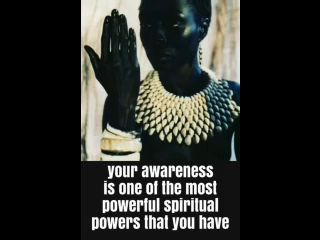 your awareness
is one of the most
powerful spiritual
powers that you have